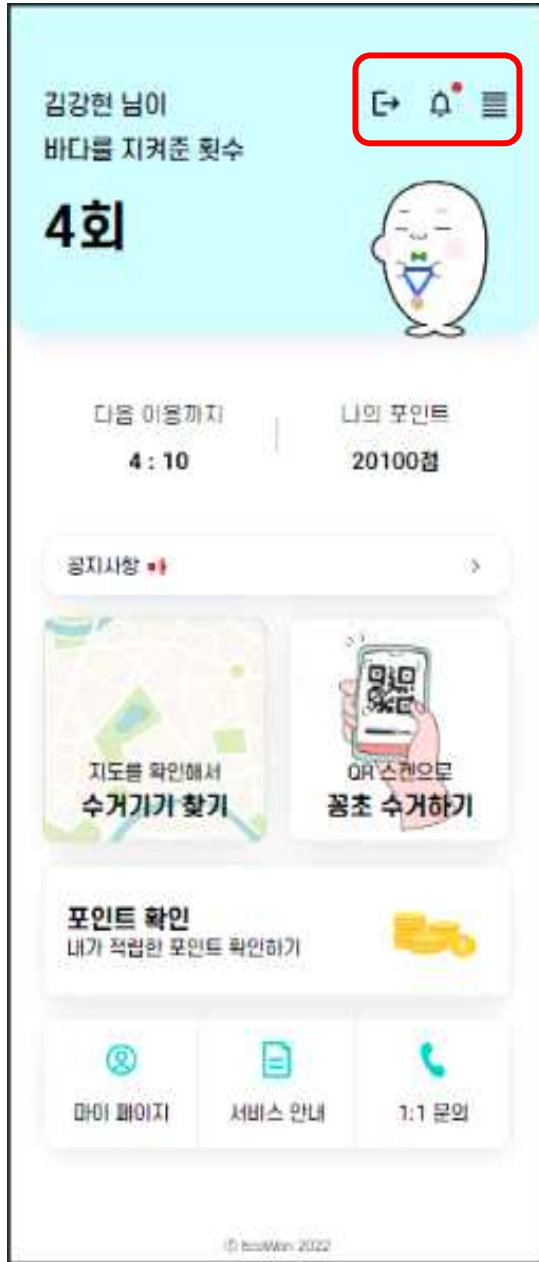 김강현 님이
바다를 지켜준 횟수
4회
다음 이용까지
4 : 10
나의 포인트
20100점
공지사항
지도를 확인해서
수거기기 찾기
QR 스캔으로
꽁초 수거하기
포인트 확인
내가 적립한 포인트 확인하기
마이 페이지
서비스 안내
1:1 문의
2022